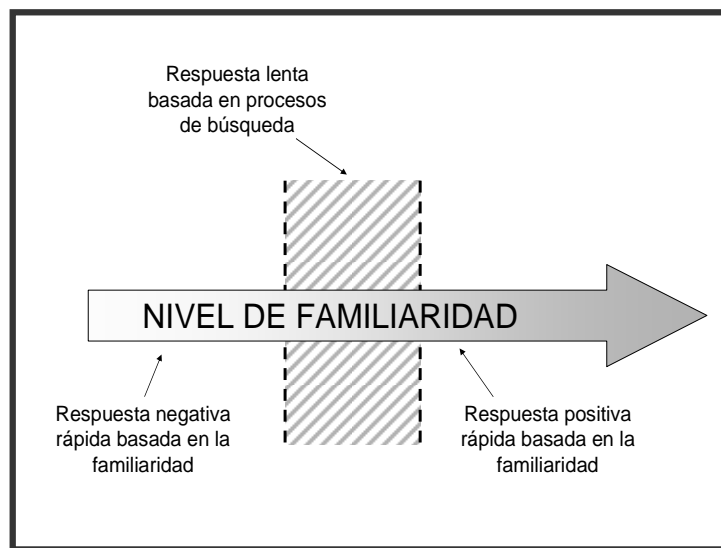 Respuesta lenta
basada en procesos
de búsqueda
NIVEL DE FAMILIARIDAD
Respuesta negativa
rápida basada en la
familiaridad
Respuesta positiva
rápida basada en la
familiaridad